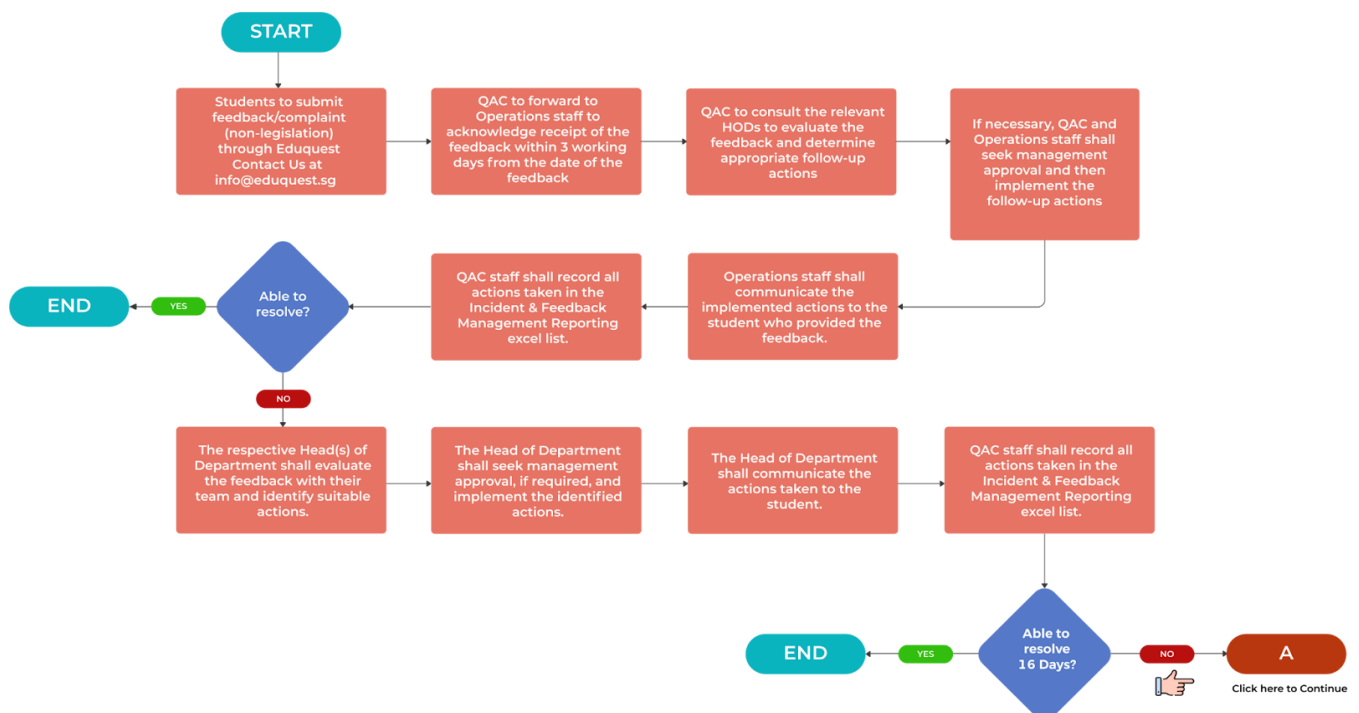 START
Students to submit
feedback/complaint
(non-legislation)
through Eduquest
Contact Us at
info@eduquest.sg
QAC to forward to
Operations staff to
acknowledge receipt of the
feedback within 3 working
days from the date of the
feedback
QAC to consult the relevant
HODs to evaluate the
feedback and determine
appropriate follow-up
actions
If necessary, QAC and
Operations staff shall
seek management
approval and then
implement the
follow-up actions
Operations staff shall
communicate the
implemented actions to the
student who provided the
feedback.
QAC staff shall record all
actions taken in the
Incident & Feedback
Management Reporting
excel list.
Able to
resolve?
YES
END
NO
The respective Head(s) of
Department shall evaluate
the feedback with their
team and identify suitable
actions.
The Head of Department
shall seek management
approval, if required, and
implement the identified
actions.
The Head of Department
shall communicate the
actions taken to the
student.
QAC staff shall record all
actions taken in the
Incident & Feedback
Management Reporting
excel list.
Able to
resolve
16 Days?
YES
END
NO
A
Click here to Continue